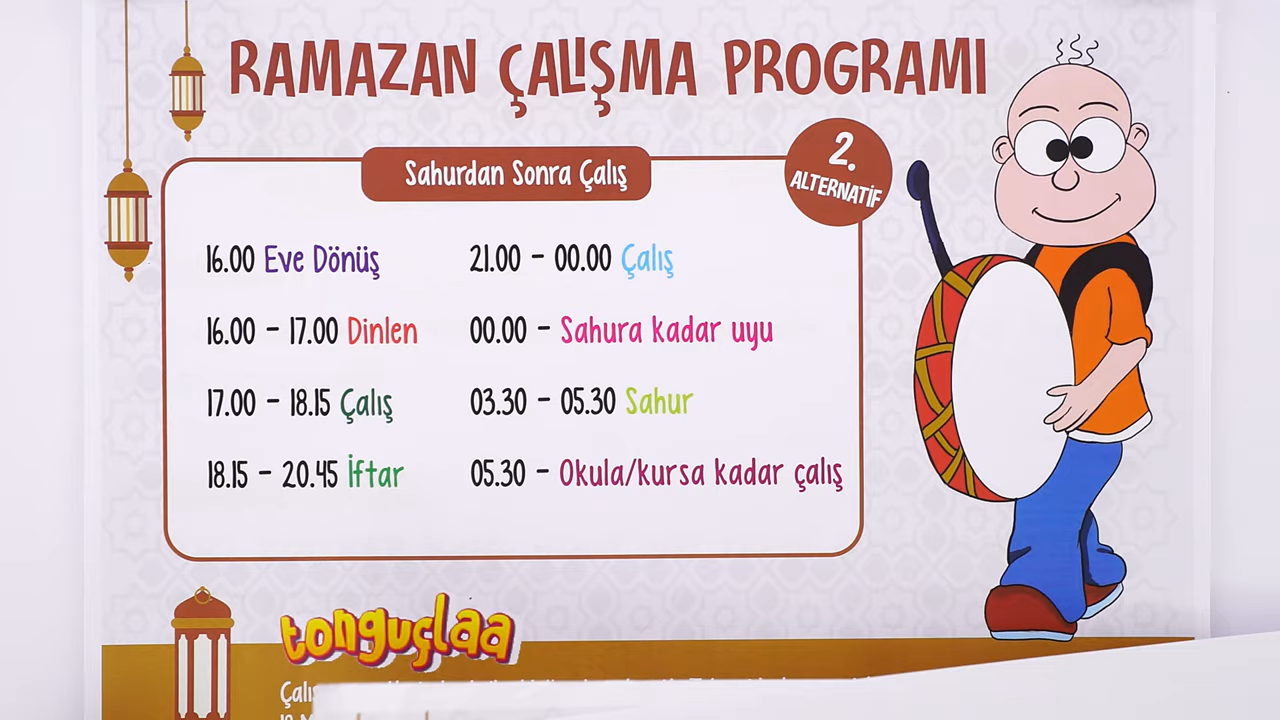 RAMAZAN ÇALIŞMA PROGRAMI
Sahurdan Sonra Çalış
2.
ALTERNATİF
16.00 Eve Dönüş
16.00 - 17.00 Dinlen
17.00 - 18.15 Çalış
18.15 - 20.45 İftar
21.00 - 00.00 Çalış
00.00 - Sahura kadar uyu
03.30 - 05.30 Sahur
05.30 - Okula/kursa kadar çalış
tonguçlaa